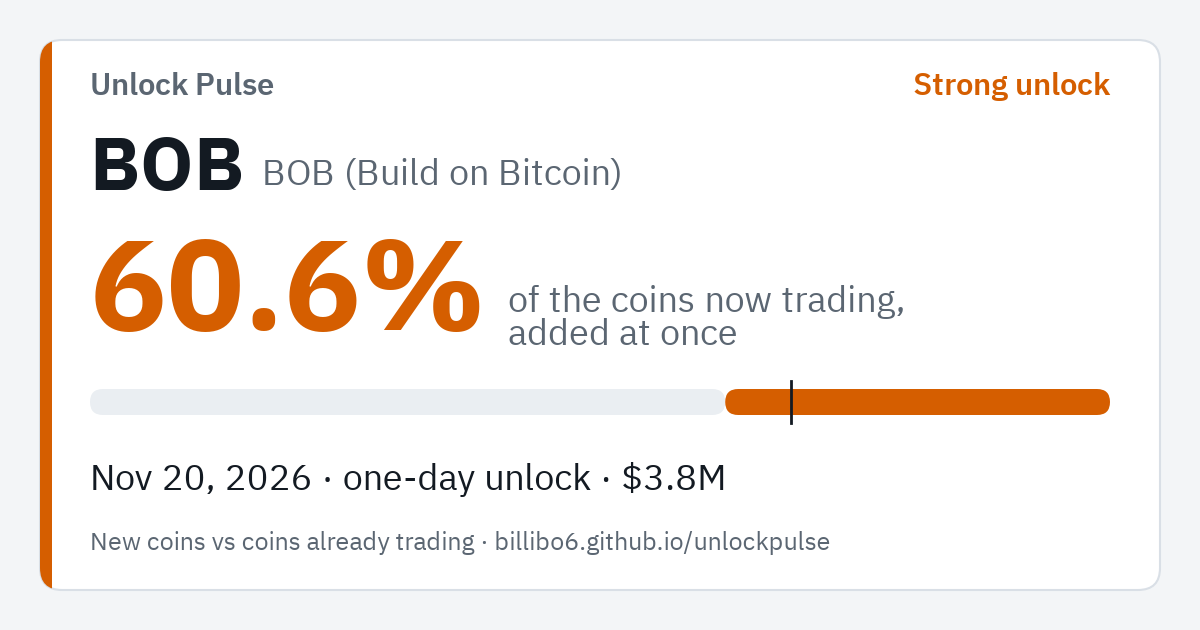 Unlock Pulse
Strong unlock
BOB BOB (Build on Bitcoin)
60.6% of the coins now trading,
added at once
Nov 20, 2026 · one-day unlock · $3.8M
New coins vs coins already trading · billibo6.github.io/unlockpulse